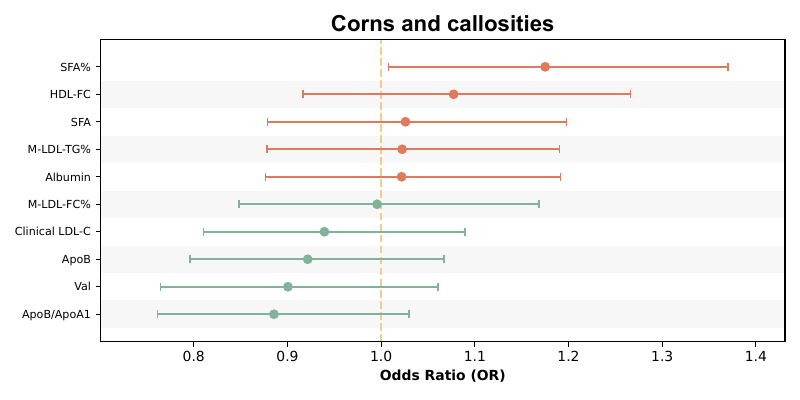 Corns and callosities
SFA%
HDL-FC
SFA
M-LDL-TG%
Albumin
M-LDL-FC%
Clinical LDL-C
ApoB
Val
ApoB/ApoA1
0.8 0.9 1.0 1.1 1.2 1.3 1.4
Odds Ratio (OR)